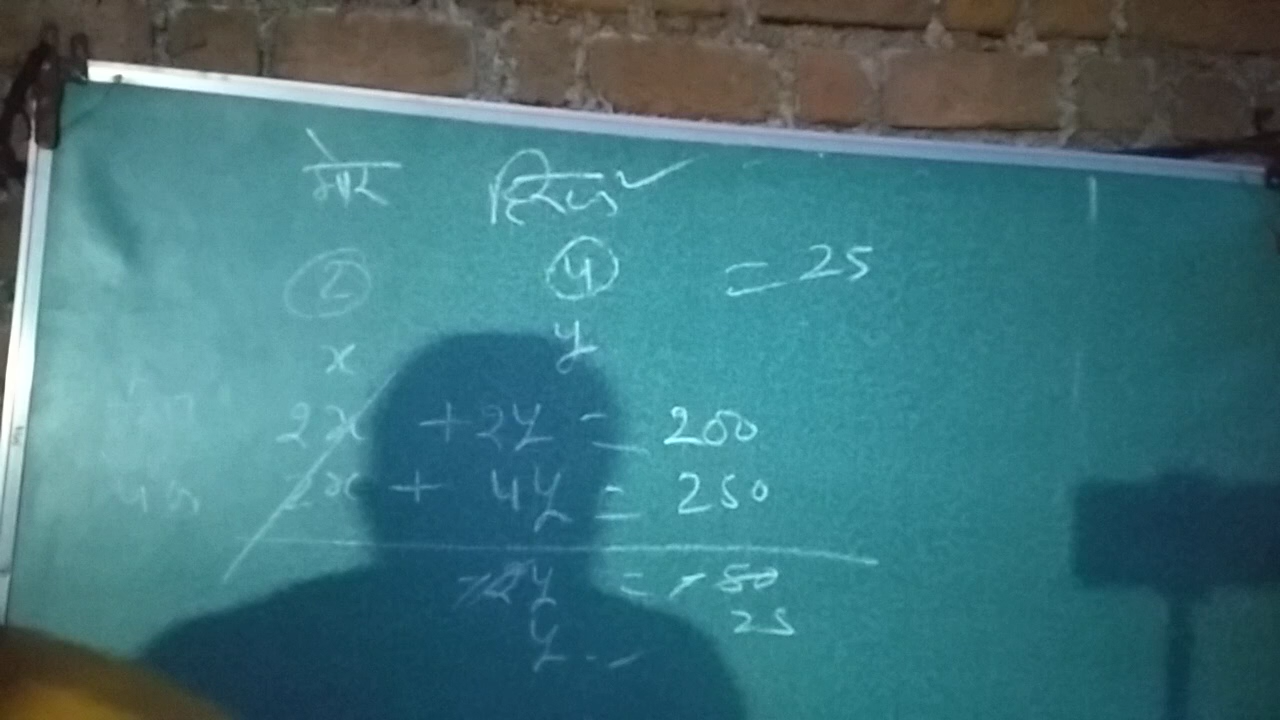 मोर हिरण ✓
2 4 = 25
x y
2x + 2y = 200
2x + 4y = 250
-2y = -50
y -- 25